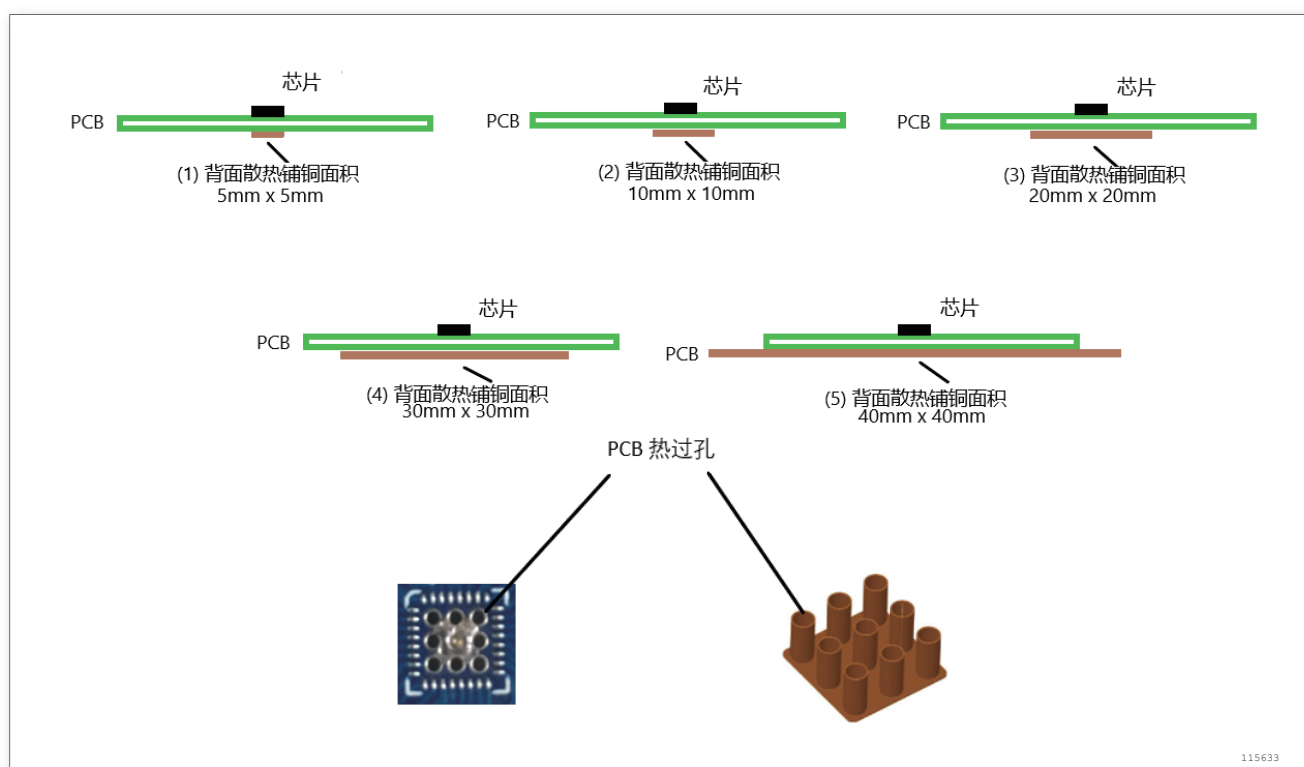 芯片
PCB
(1) 背面散热铺铜面积
5mm x 5mm
芯片
PCB
(2) 背面散热铺铜面积
10mm x 10mm
芯片
PCB
(3) 背面散热铺铜面积
20mm x 20mm
芯片
PCB
(4) 背面散热铺铜面积
30mm x 30mm
芯片
PCB
(5) 背面散热铺铜面积
40mm x 40mm
PCB 热过孔
115633